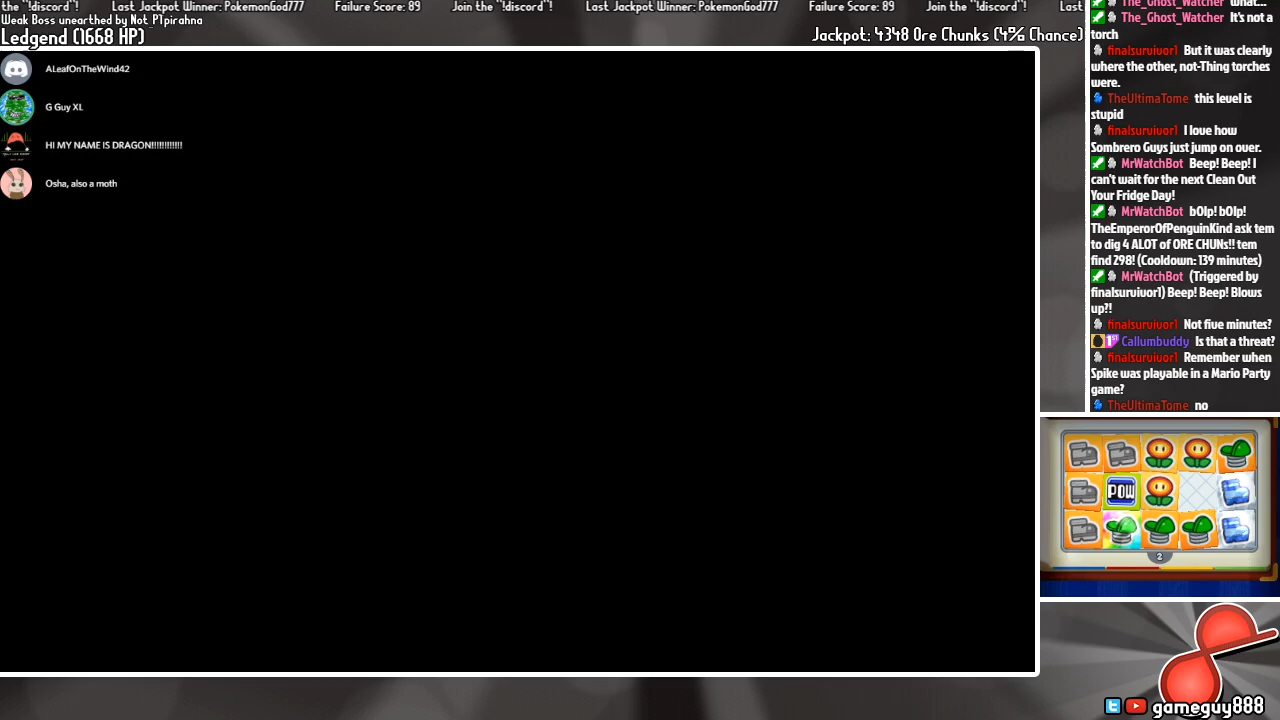 the "!discord"! Last Jackpot Winner: PokemonGod777 Failure Score: 89 Join the "!discord"! Last Jackpot Winner: PokemonGod777 Failure Score: 89 Join the "!discord"! Last
Weak Boss unearthed by Not_P1pirahna
Ledgend (1668 HP)
Jackpot: 4348 Ore Chunks (4% Chance)
ALeafOnTheWind42
G Guy XL
HI MY NAME IS DRAGON!!!!!!!!!!!!
Osha, also a moth
The_Ghost_Watcher what...
The_Ghost_Watcher It's not a
torch
finalsurvivor1 But it was clearly
where the other, not-Thing torches
were.
TheUltimaTome this level is
stupid
finalsurvivor1 I love how
Sombrero Guys just jump on over.
MrWatchBot Beep! Beep! I
can't wait for the next Clean Out
Your Fridge Day!
MrWatchBot bOIp! bOIp!
TheEmperorOfPenguinKind ask tem
to dig 4 ALOT of ORE CHUNs!! tem
find 298! (Cooldown: 139 minutes)
MrWatchBot (Triggered by
finalsurvivor1) Beep! Beep! Blows
up?!
finalsurvivor1 Not five minutes?
1ST Callumbuddy Is that a threat?
finalsurvivor1 Remember when
Spike was playable in a Mario Party
game?
TheUltimaTome no
POW
2
gameguy888